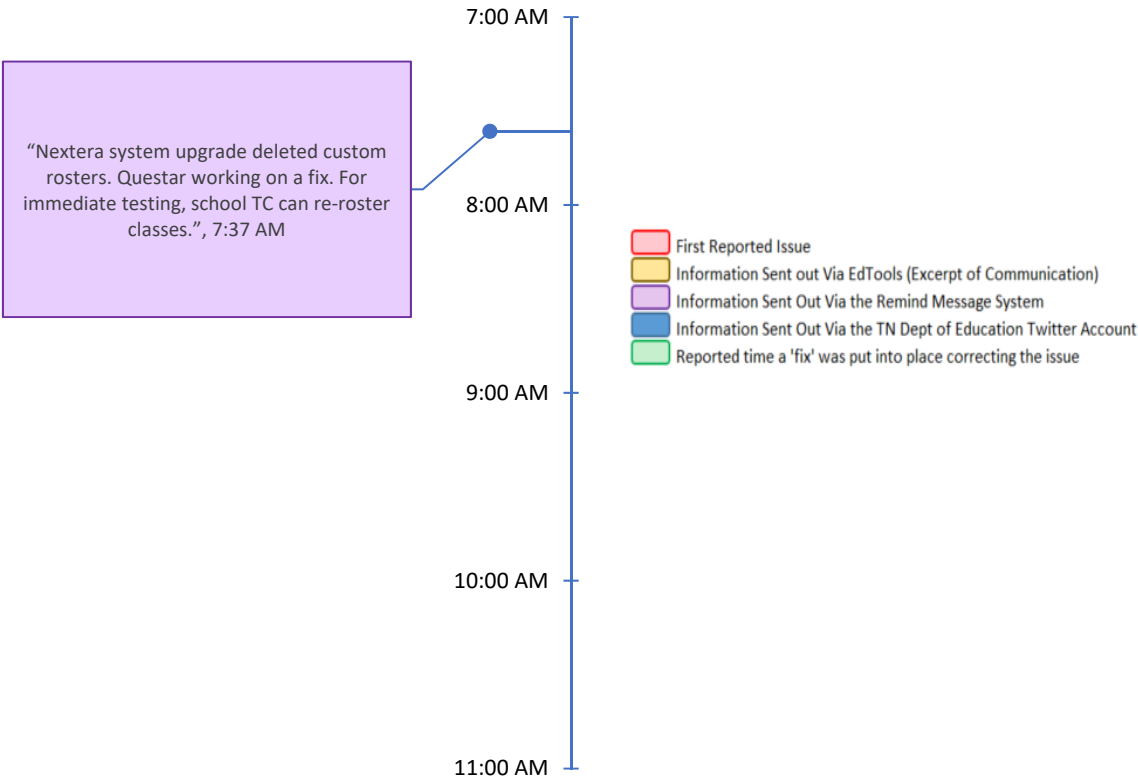 7:00 AM
“Nextera system upgrade deleted custom
rosters. Questar working on a fix. For
immediate testing, school TC can re-roster
classes.”, 7:37 AM
8:00 AM
First Reported Issue
Information Sent out Via EdTools (Excerpt of Communication)
Information Sent Out Via the Remind Message System
Information Sent Out Via the TN Dept of Education Twitter Account
Reported time a 'fix' was put into place correcting the issue
9:00 AM
10:00 AM
11:00 AM